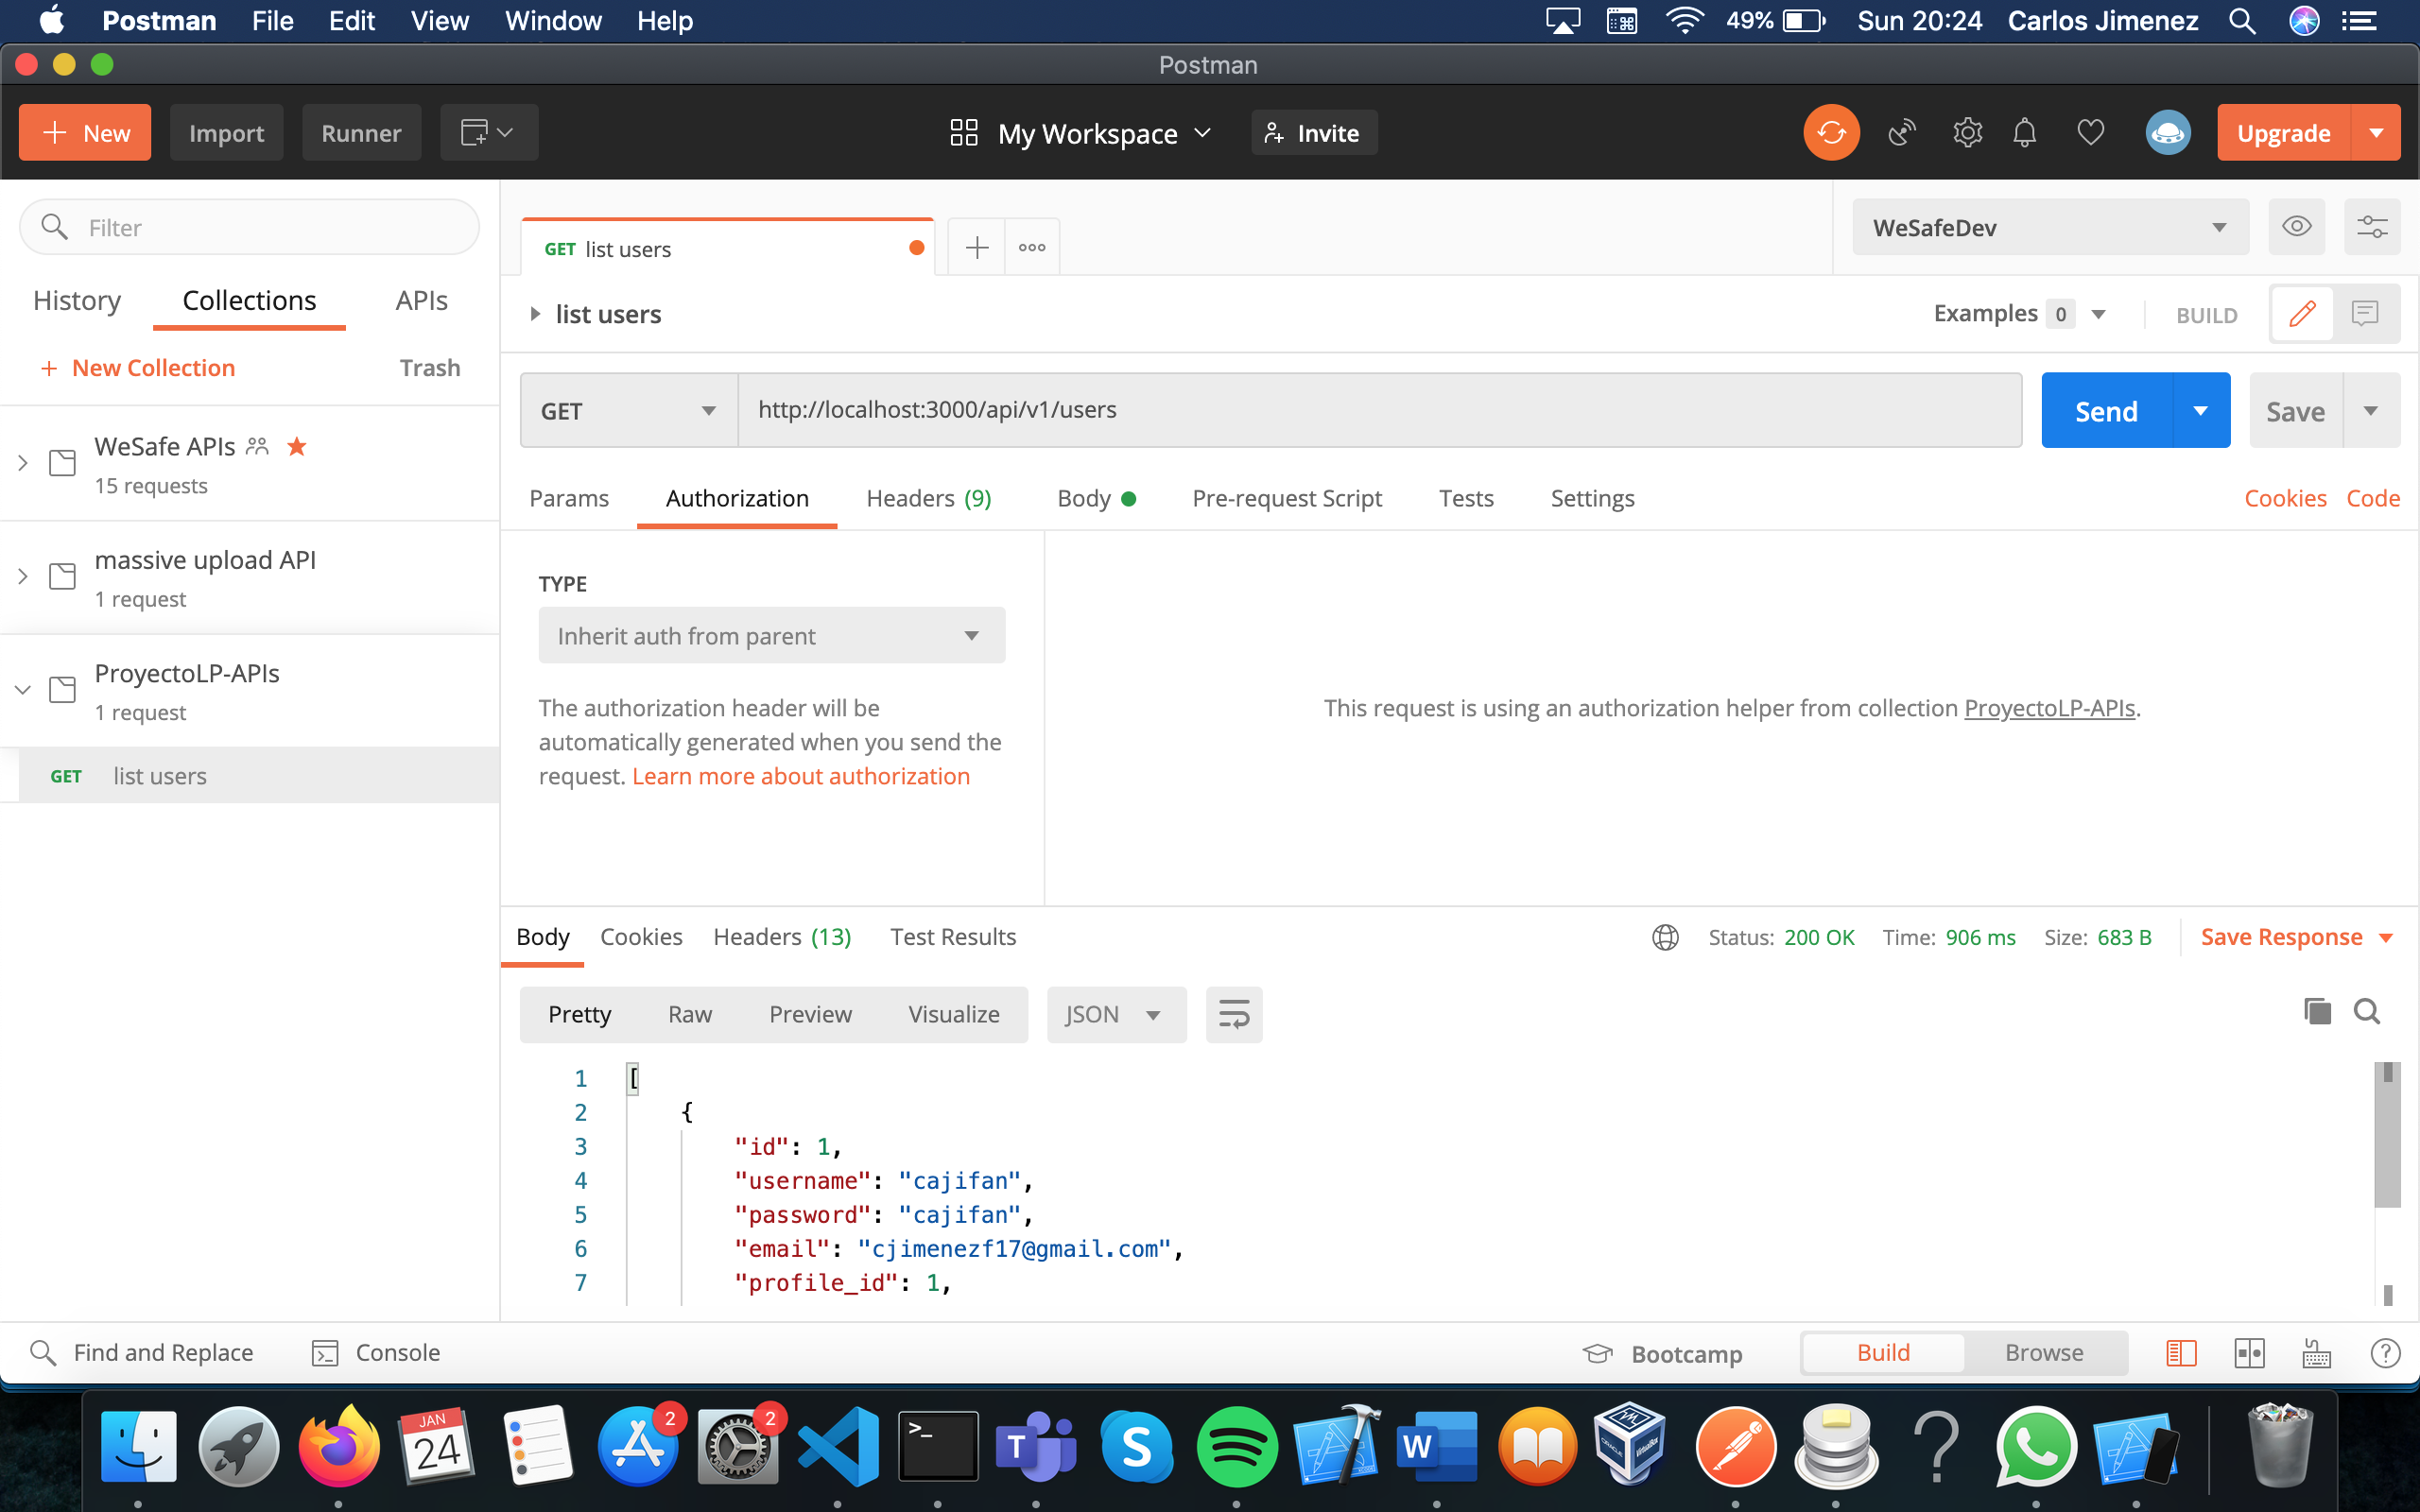 Postman File Edit View Window Help 49% Sun 20:24 Carlos Jimenez
Postman
New Import Runner My Workspace Invite Upgrade
Filter
GET list users WeSafeDev
History Collections APIs
list users Examples 0 BUILD
+ New Collection Trash
GET http://localhost:3000/api/v1/users Send Save
WeSafe APIs
15 requests
Params Authorization Headers (9) Body Pre-request Script Tests Settings Cookies Code
massive upload API
1 request
TYPE
Inherit auth from parent
ProyectoLP-APIs
1 request
The authorization header will be
automatically generated when you send the
request. Learn more about authorization
This request is using an authorization helper from collection ProyectoLP-APIs.
GET list users
Body Cookies Headers (13) Test Results Status: 200 OK Time: 906 ms Size: 683 B Save Response
Pretty Raw Preview Visualize JSON
1 [
2 {
3 "id": 1,
4 "username": "cajifan",
5 "password": "cajifan",
6 "email": "cjimenezf17@gmail.com",
7 "profile_id": 1,
Find and Replace Console Bootcamp Build Browse
JAN
24
2
2
>_
T
S
W
?